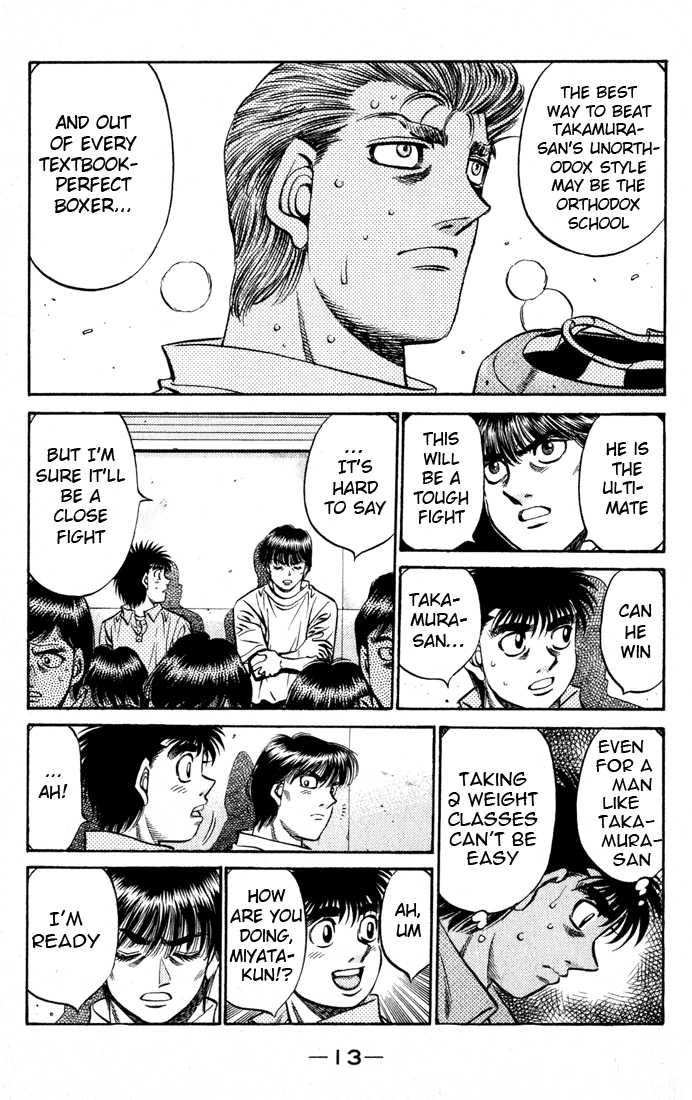 THE BEST
WAY TO BEAT
TAKAMURA-
SAN'S UNORTH-
ODOX STYLE
MAY BE THE
ORTHODOX
SCHOOL
AND OUT
OF EVERY
TEXTBOOK-
PERFECT
BOXER...
HE IS
THE
ULTI-
MATE
THIS
WILL
BE A
TOUGH
FIGHT
...
IT'S
HARD
TO SAY
BUT I'M
SURE IT'LL
BE A
CLOSE
FIGHT
CAN
HE
WIN
TAKA-
MURA-
SAN...
EVEN
FOR A
MAN
LIKE
TAKA-
MURA-
SAN
TAKING
2 WEIGHT
CLASSES
CAN'T BE
EASY
...
AH!
AH,
UM
HOW
ARE YOU
DOING,
MIYATA-
KUN!?
I'M
READY
—13—